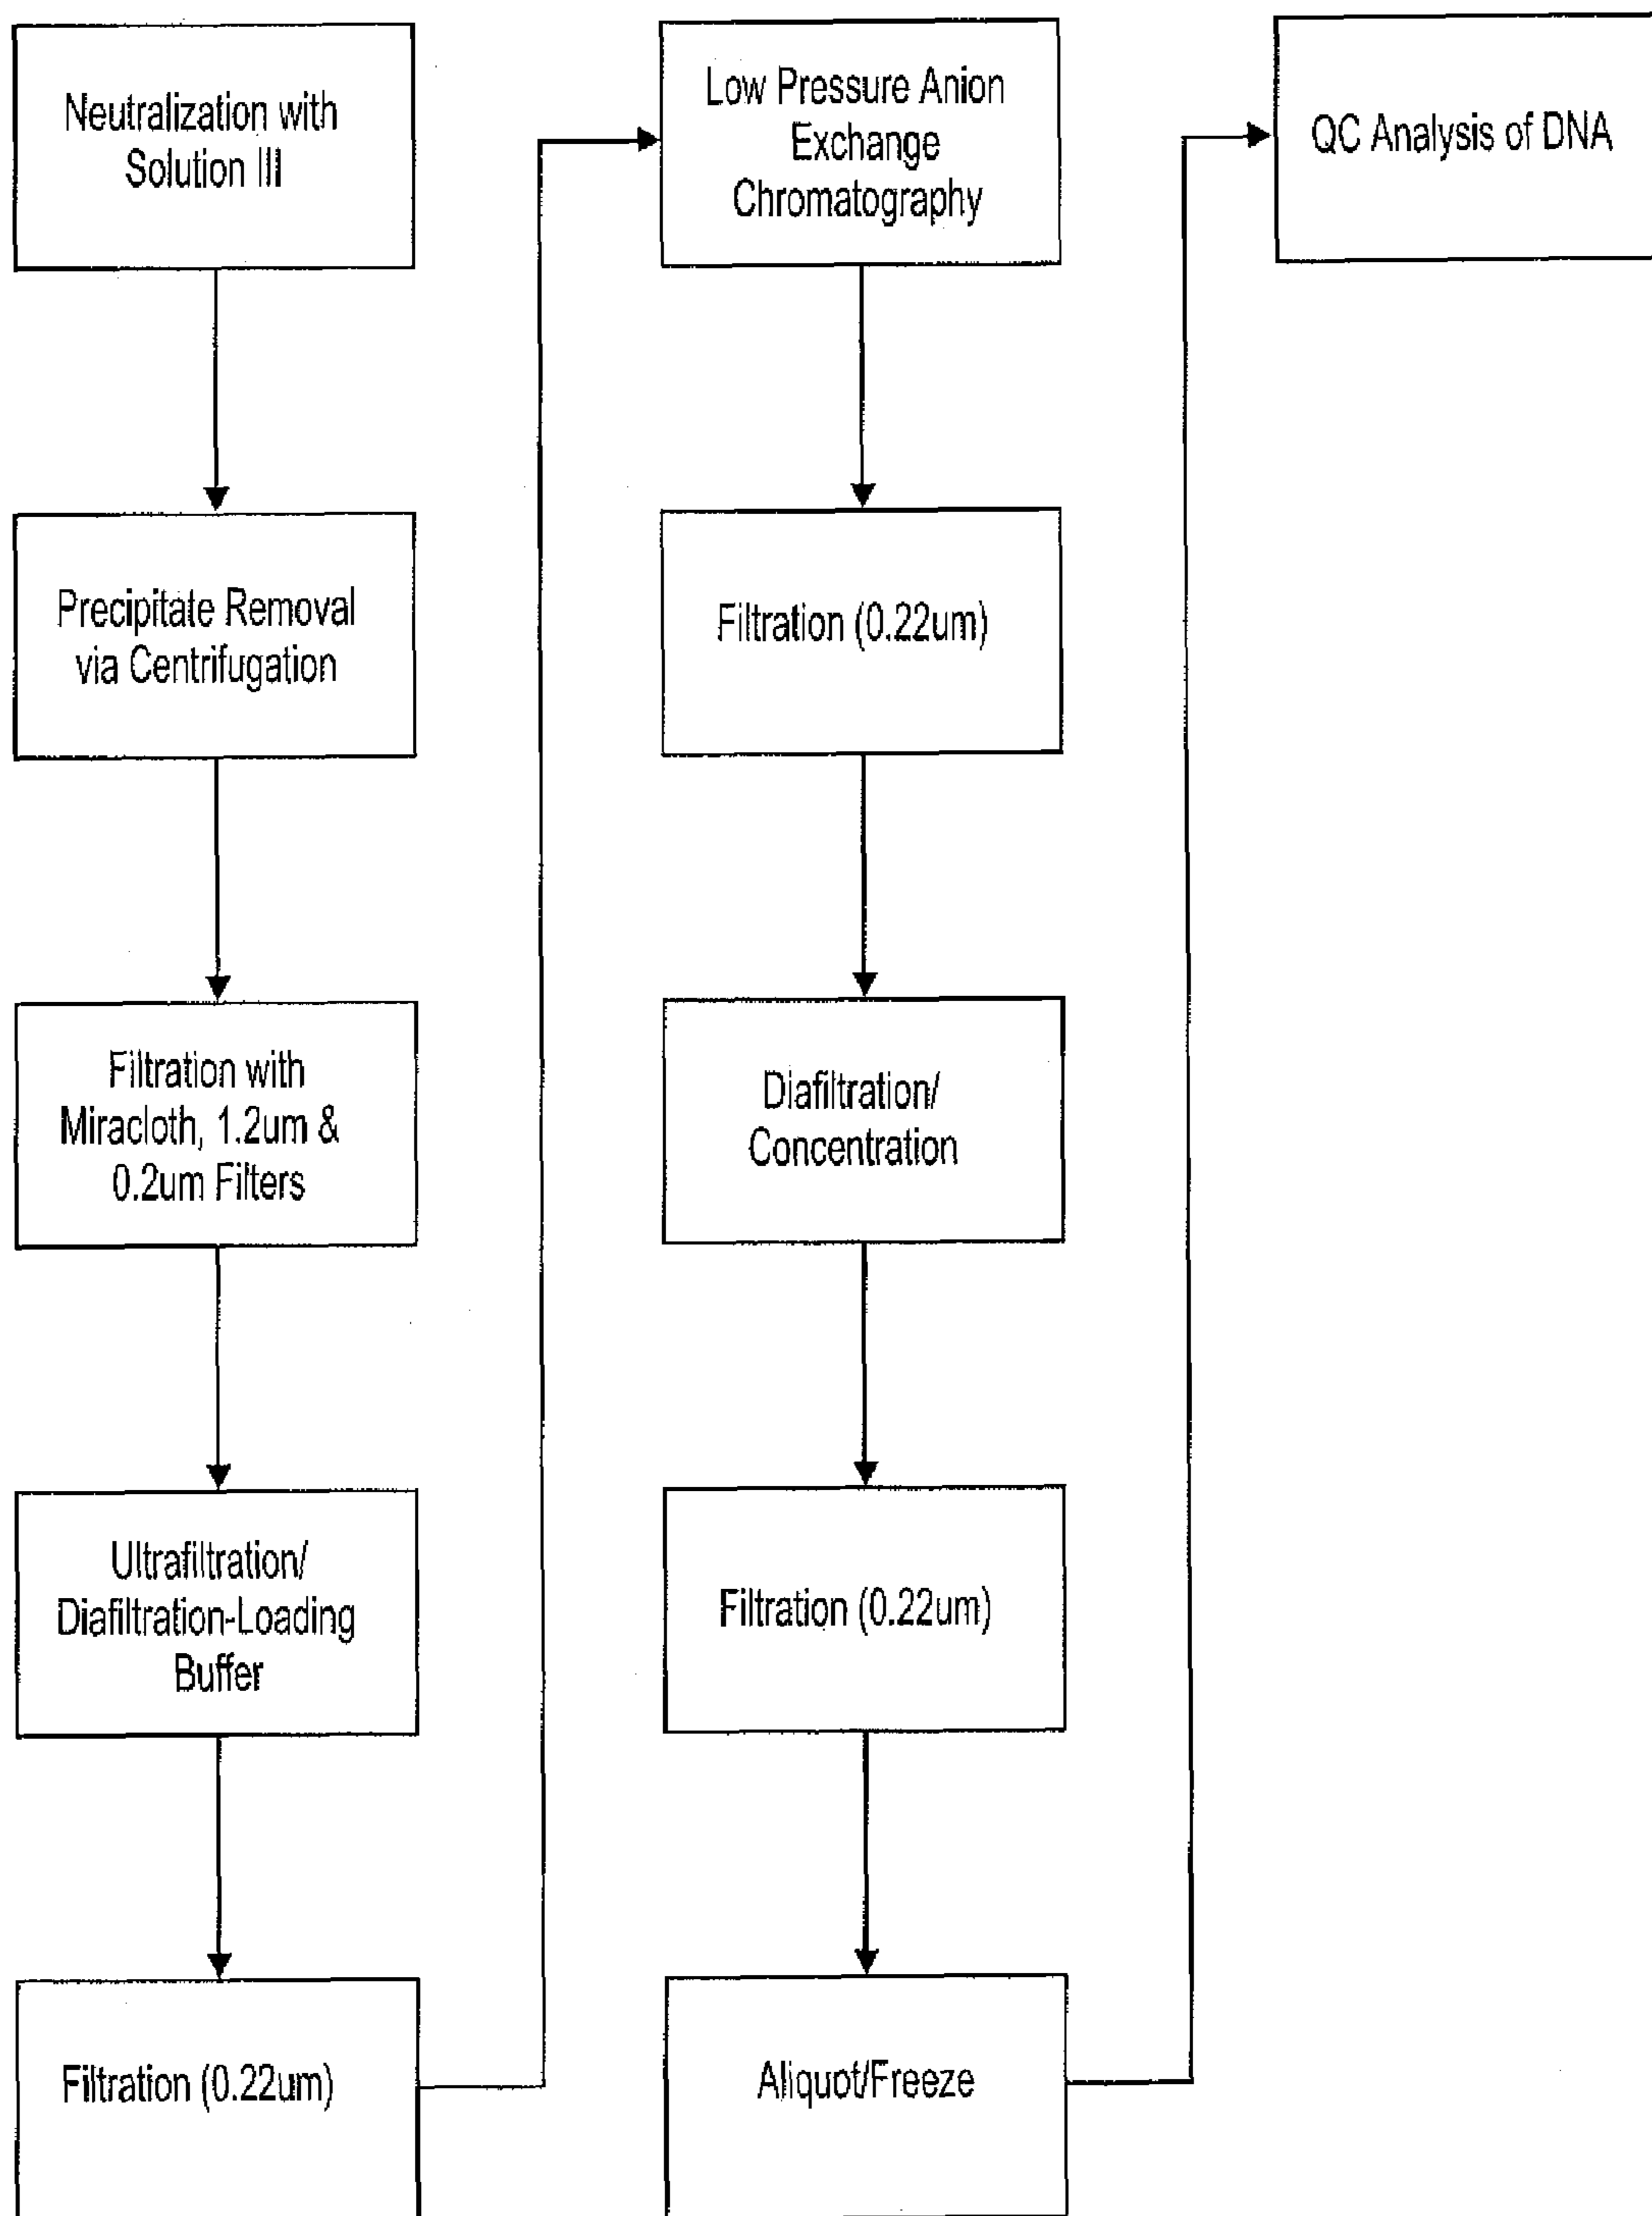 Neutralization with
Solution III
Precipitate Removal
via Centrifugation
Filtration with
Miracloth, 1.2um &
0.2um Filters
Ultrafiltration/
Diafiltration-Loading
Buffer
Filtration (0.22um)
Low Pressure Anion
Exchange
Chromatography
Filtration (0.22um)
Diafiltration/
Concentration
Filtration (0.22um)
Aliquot/Freeze
QC Analysis of DNA